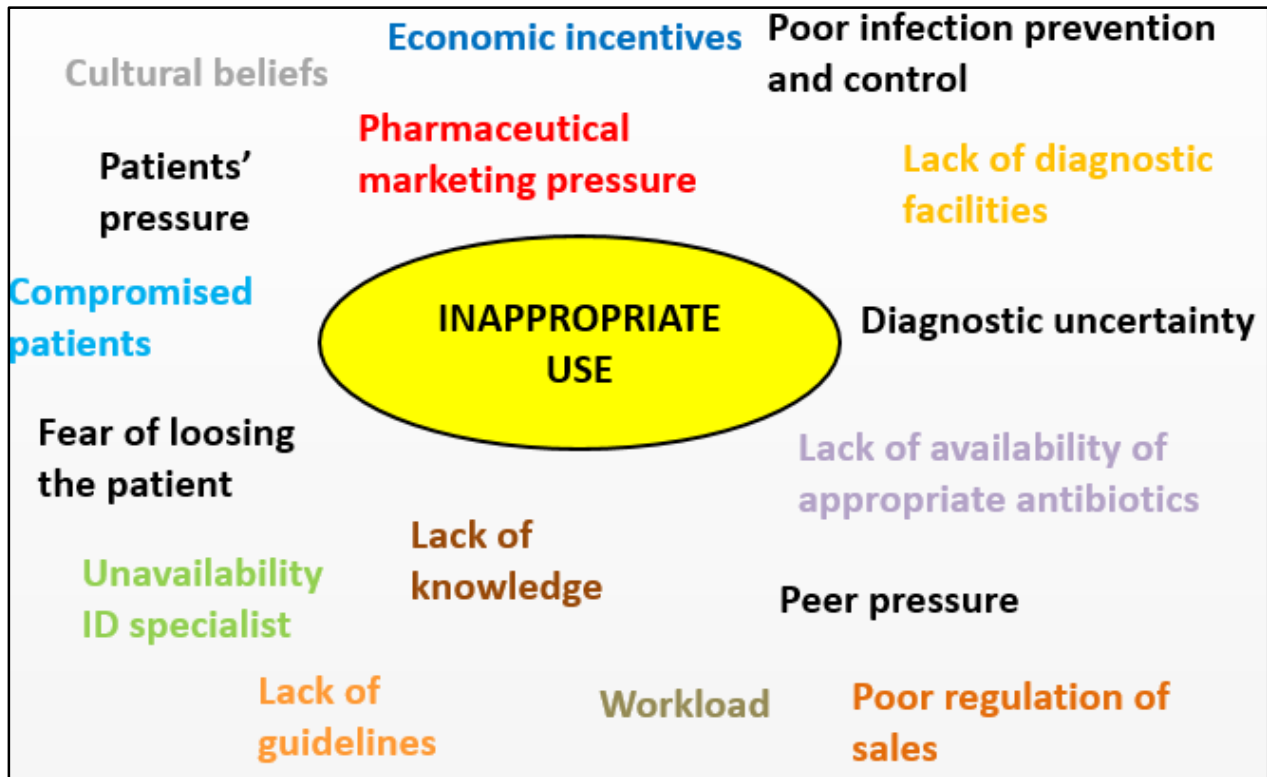 Economic incentives
Poor infection prevention
and control
Cultural beliefs
Pharmaceutical
marketing pressure
Patients’
pressure
Lack of diagnostic
facilities
Compromised
patients
INAPPROPRIATE
USE
Diagnostic uncertainty
Fear of loosing
the patient
Lack of availability of
appropriate antibiotics
Lack of
knowledge
Unavailability
ID specialist
Peer pressure
Lack of
guidelines
Workload
Poor regulation of
sales